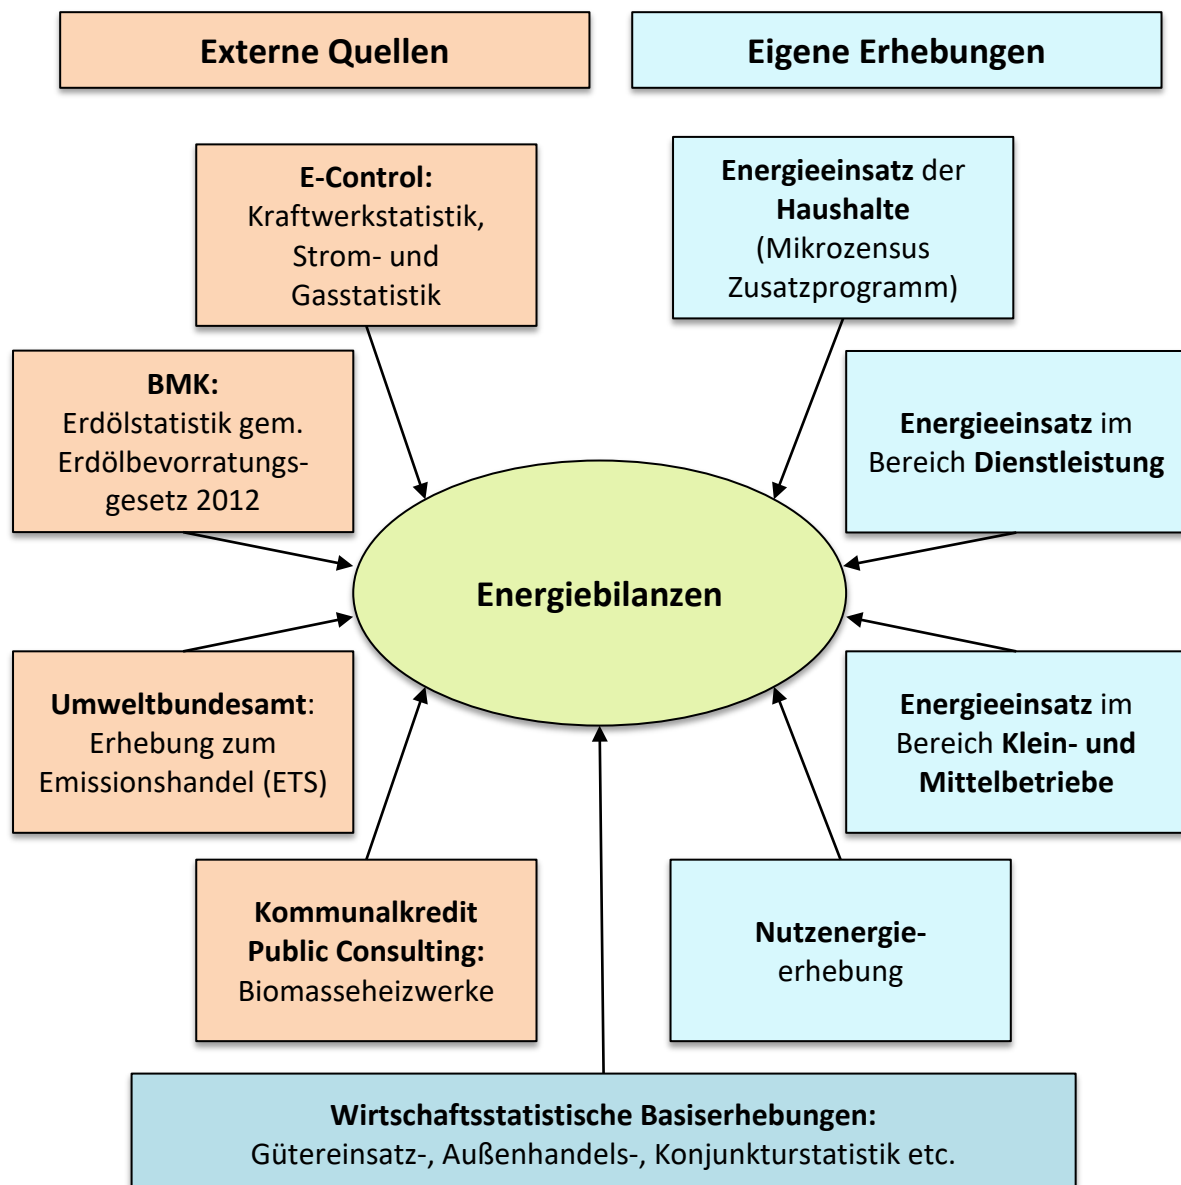 Externe Quellen
Eigene Erhebungen
E-Control:
Kraftwerkstatistik,
Strom- und
Gasstatistik
Energieeinsatz der
Haushalte
(Mikrozensus
Zusatzprogramm)
BMK:
Erdölstatistik gem.
Erdölbevorratungs-
gesetz 2012
Energieeinsatz im
Bereich Dienstleistung
Energiebilanzen
Umweltbundesamt:
Erhebung zum
Emissionshandel (ETS)
Energieeinsatz im
Bereich Klein- und
Mittelbetriebe
Kommunalkredit
Public Consulting:
Biomasseheizwerke
Nutzenergie-
erhebung
Wirtschaftsstatistische Basiserhebungen:
Gütereinsatz-, Außenhandels-, Konjunkturstatistik etc.